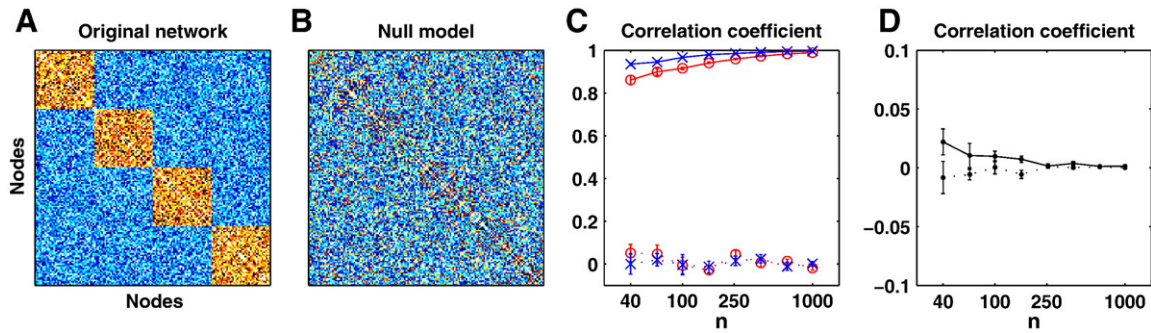 A
Original network
Nodes
Nodes
B
Null model
C
Correlation coefficient
1
0.8
0.6
0.4
0.2
0
40
100
250
1000
n
D
Correlation coefficient
0.1
0.05
0
−0.05
−0.1
40
100
250
1000
n